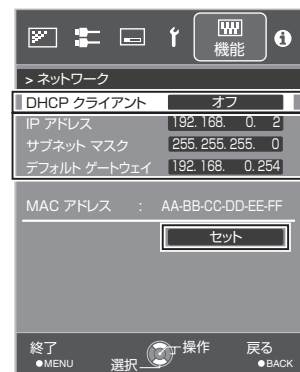 機能
> ネットワーク
DHCP クライアント オフ
IP アドレス 192. 168. 0. 2
サブネット マスク 255. 255. 255. 0
デフォルト ゲートウェイ 192. 168. 0. 254
MAC アドレス : AA-BB-CC-DD-EE-FF
セット
終了 操作 戻る
●MENU 選択 ●BACK